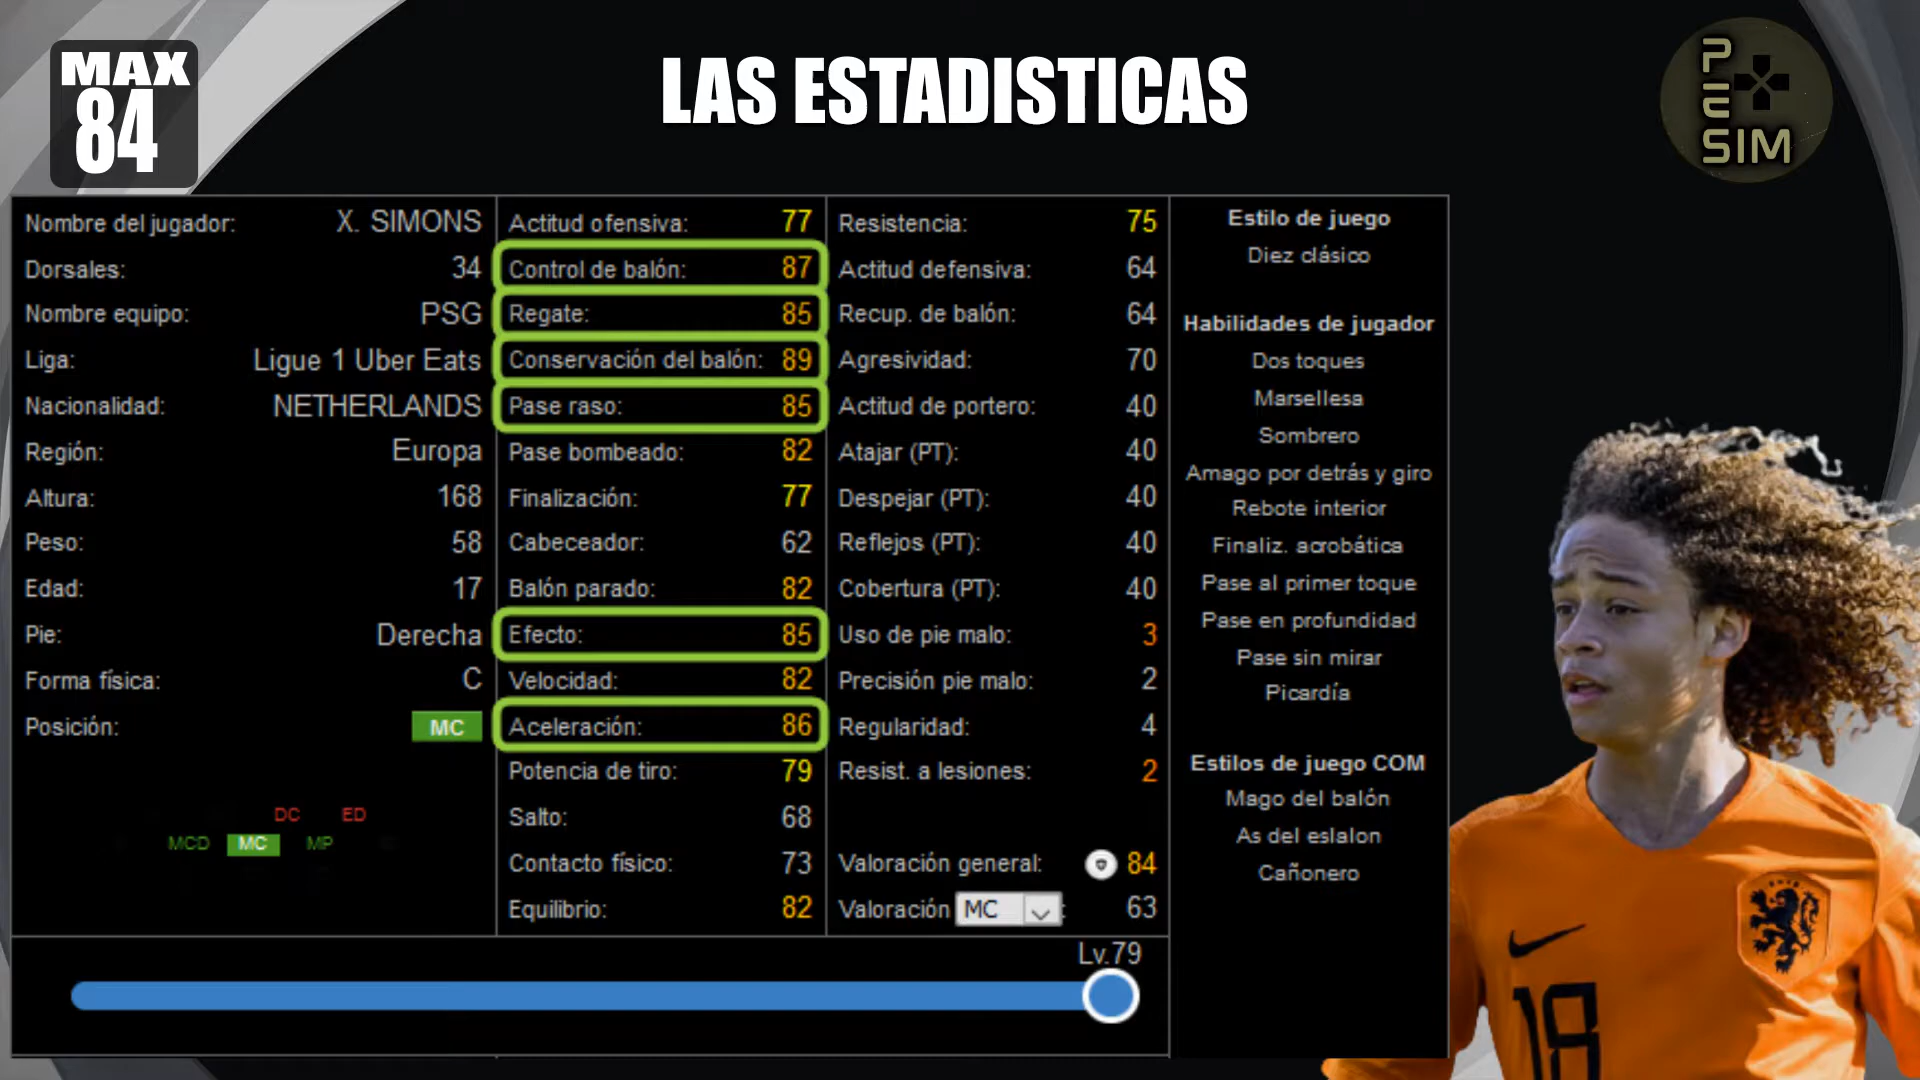 MAX
84
LAS ESTADISTICAS
PE
SIM
Nombre del jugador: X. SIMONS
Dorsales: 34
Nombre equipo: PSG
Liga: Ligue 1 Uber Eats
Nacionalidad: NETHERLANDS
Región: Europa
Altura: 168
Peso: 58
Edad: 17
Pie: Derecha
Forma física: C
Posición: MC
DC ED
MCD MC MP
Actitud ofensiva: 77
Control de balón: 87
Regate: 85
Conservación del balón: 89
Pase raso: 85
Pase bombeado: 82
Finalización: 77
Cabeceador: 62
Balón parado: 82
Efecto: 85
Velocidad: 82
Aceleración: 86
Potencia de tiro: 79
Salto: 68
Contacto físico: 73
Equilibrio: 82
Resistencia: 75
Actitud defensiva: 64
Recup. de balón: 64
Agresividad: 70
Actitud de portero: 40
Atajar (PT): 40
Despejar (PT): 40
Reflejos (PT): 40
Cobertura (PT): 40
Uso de pie malo: 3
Precisión pie malo: 2
Regularidad: 4
Resist. a lesiones: 2
Valoración general: 84
Valoración MC : 63
Lv.79
Estilo de juego
Diez clásico
Habilidades de jugador
Dos toques
Marsellesa
Sombrero
Amago por detrás y giro
Rebote interior
Finaliz. acrobática
Pase al primer toque
Pase en profundidad
Pase sin mirar
Picardía
Estilos de juego COM
Mago del balón
As del eslalon
Cañonero
18